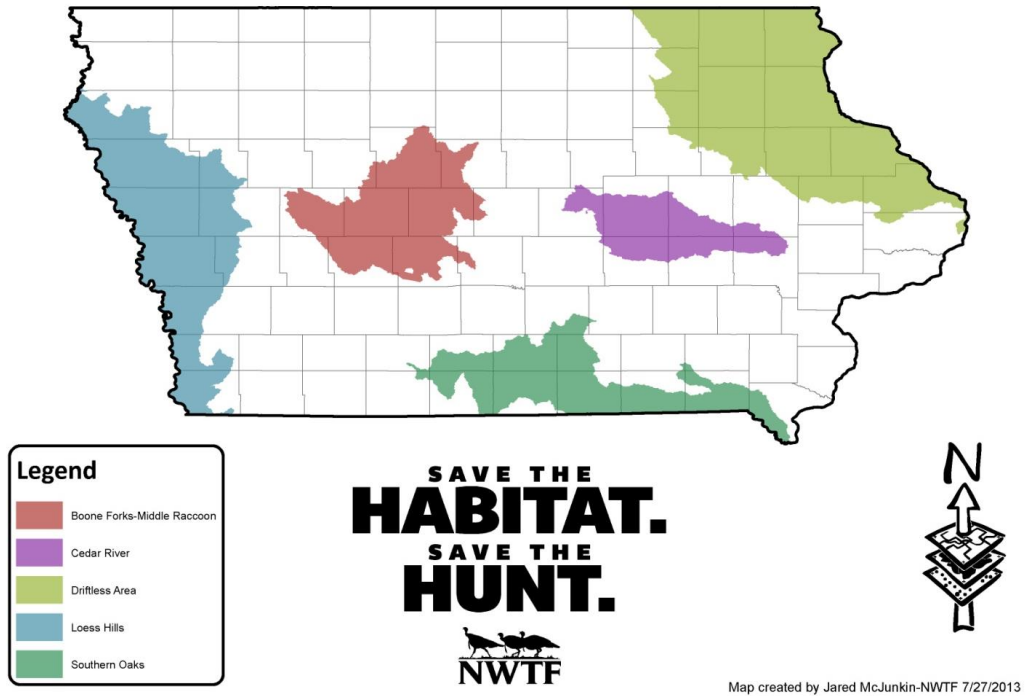 Legend
Boone Forks-Middle Raccoon
Cedar River
Driftless Area
Loess Hills
Southern Oaks
SAVE THE
HABITAT.
SAVE THE
HUNT.
NWTF
N
Map created by Jared McJunkin-NWTF 7/27/2013